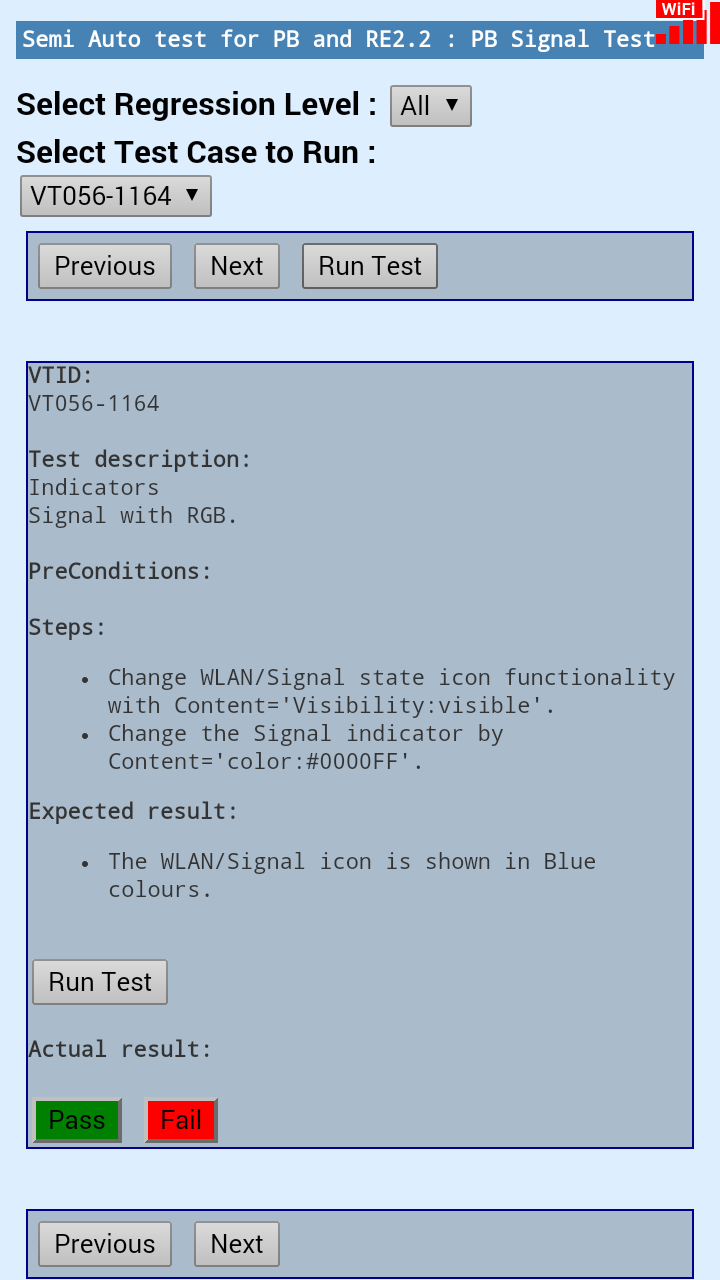 WiFi
Semi Auto test for PB and RE2.2 : PB Signal Test
Select Regression Level :
All
Select Test Case to Run :
VT056-1164
Previous Next Run Test
VTID:
VT056-1164
Test description:
Indicators
Signal with RGB.
PreConditions:
Steps:
• Change WLAN/Signal state icon functionality
with Content='Visibility:visible'.
• Change the Signal indicator by
Content='color:#0000FF'.
Expected result:
• The WLAN/Signal icon is shown in Blue
colours.
Run Test
Actual result:
Pass Fail
Previous Next